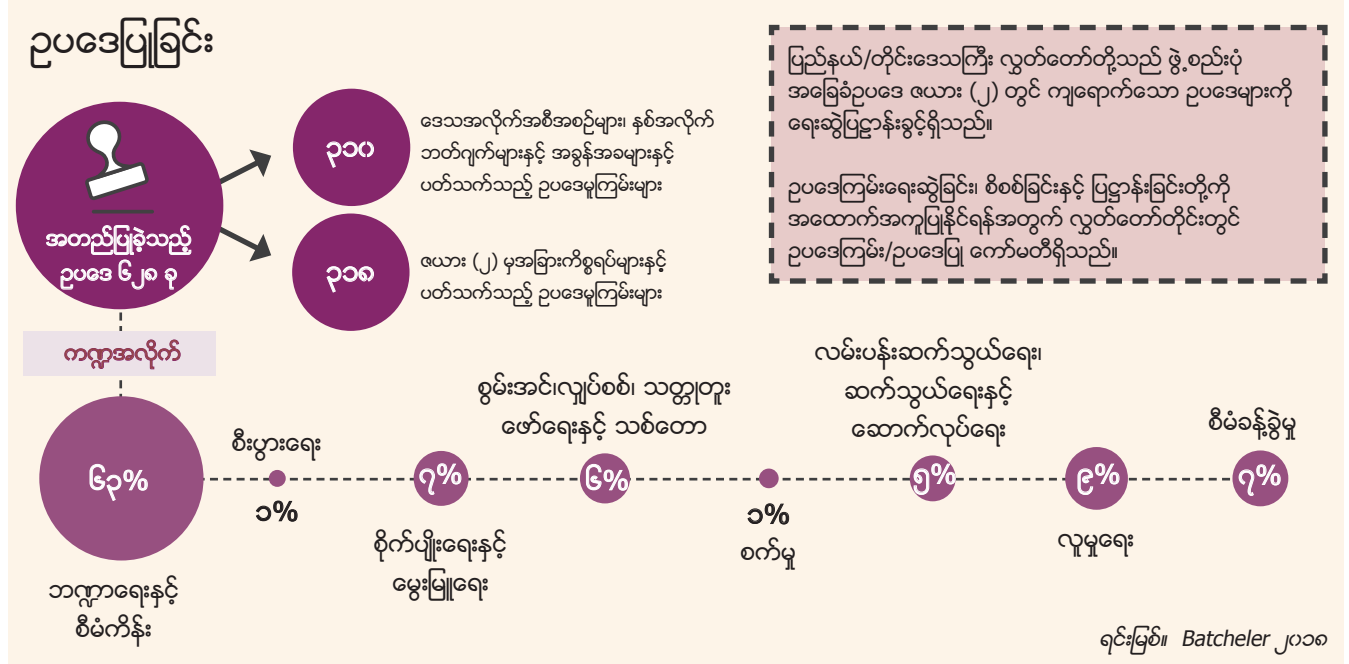 ဥပဒေပြုခြင်း
အတည်ပြုခဲ့သည့်
ဥပဒေ ၆၂၈ ခု
၃၁၀
ဒေသအလိုက်အစီအစဉ်များ၊ နှစ်အလိုက်
ဘတ်ဂျက်များနှင့် အခွန်အခများနှင့်
ပတ်သက်သည့် ဥပဒေမူကြမ်းများ
၃၁၈
ဇယား (၂) မှအခြားကိစ္စရပ်များနှင့်
ပတ်သက်သည့် ဥပဒေမူကြမ်းများ
ပြည်နယ်/တိုင်းဒေသကြီး လွှတ်တော်တို့သည် ဖွဲ့စည်းပုံ
အခြေခံဥပဒေ ဇယား (၂) တွင် ကျရောက်သော ဥပဒေများကို
ရေးဆွဲပြဋ္ဌာန်းခွင့်ရှိသည်။
ဥပဒေကြမ်းရေးဆွဲခြင်း၊ စိစစ်ခြင်းနှင့် ပြဋ္ဌာန်းခြင်းတို့ကို
အထောက်အကူပြုနိုင်ရန်အတွက် လွှတ်တော်တိုင်းတွင်
ဥပဒေကြမ်း/ဥပဒေပြု ကော်မတီရှိသည်။
ကဏ္ဍအလိုက်
၆၃%
ဘဏ္ဍာရေးနှင့်
စီမံကိန်း
စီးပွားရေး
၁%
၇%
စိုက်ပျိုးရေးနှင့်
မွေးမြူရေး
စွမ်းအင်၊လျှပ်စစ်၊ သတ္တုတူး
ဖော်ရေးနှင့် သစ်တော
၆%
၁%
စက်မှု
လမ်းပန်းဆက်သွယ်ရေး၊
ဆက်သွယ်ရေးနှင့်
ဆောက်လုပ်ရေး
၅%
၉%
လူမှုရေး
စီမံခန့်ခွဲမှု
၇%
ရင်းမြစ်။ Batcheler ၂၀၁၈